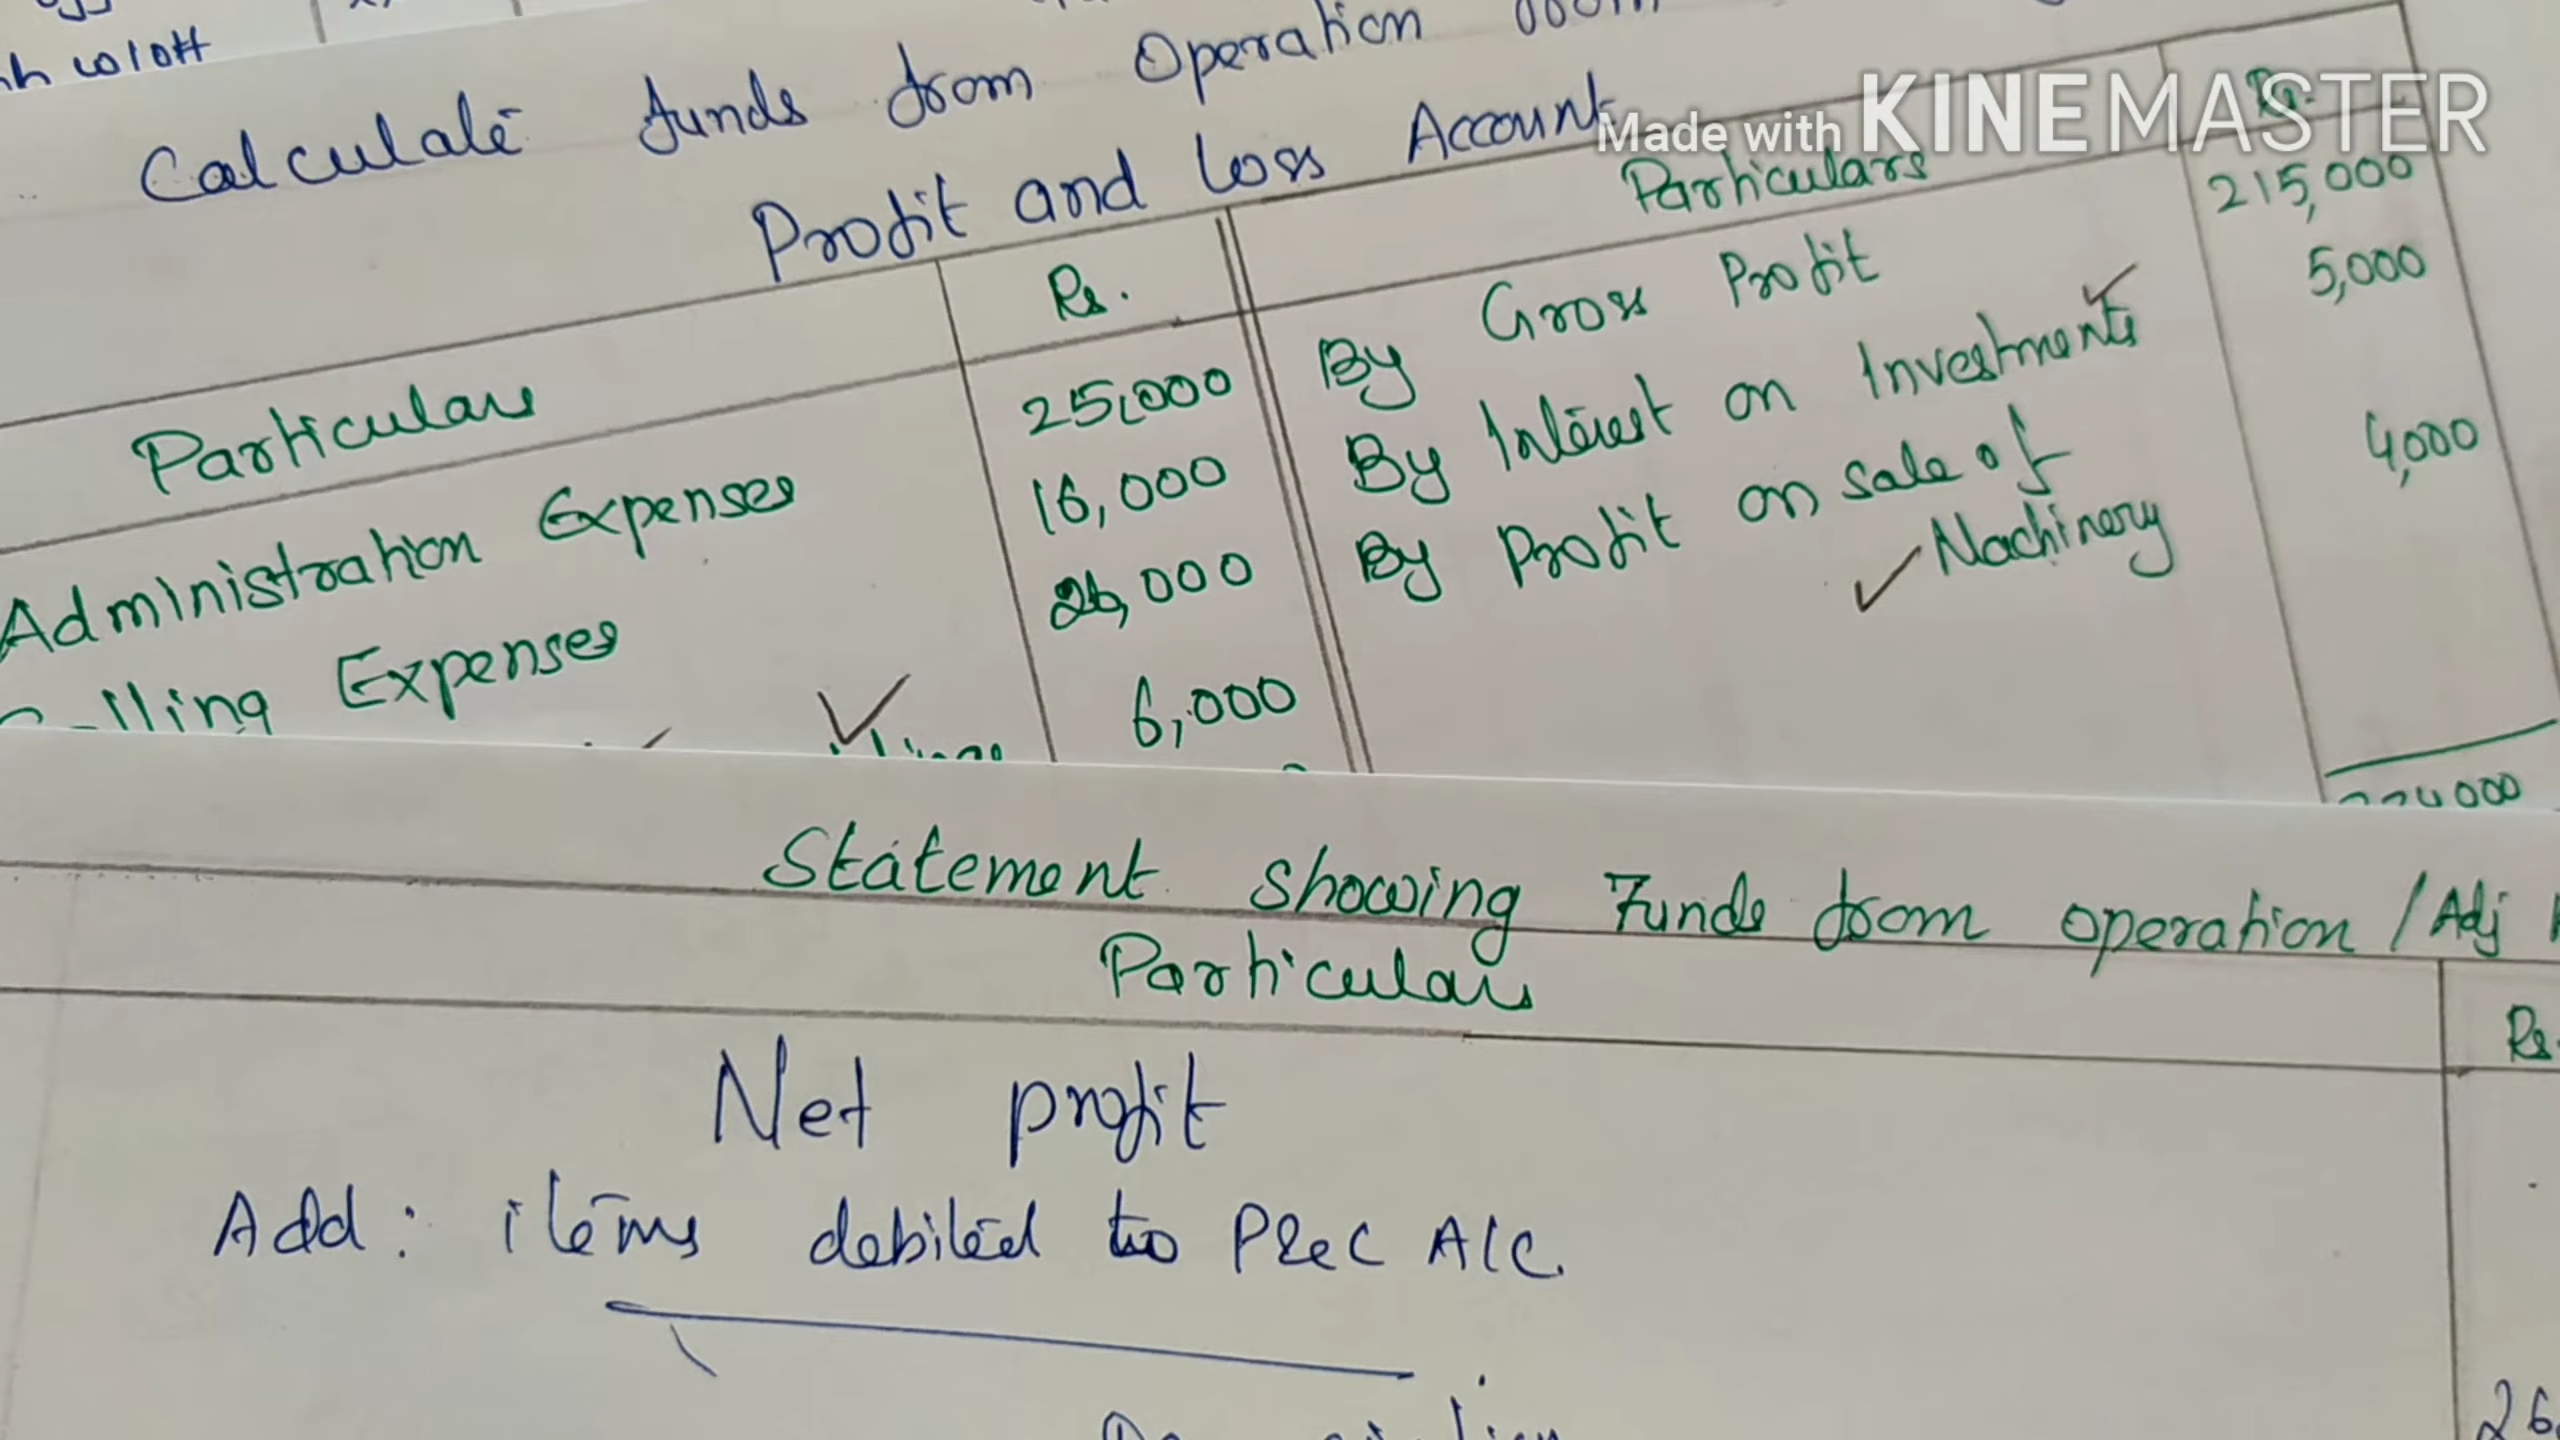 Calculate funds from Operation
Profit and Loss Account
Made with KINEMASTER
Particulars Rs. Particulars Rs.
Administration Expenses 25,000 By Gross Profit 215,000
Expenses 16,000 By Interest on Investments 5,000
26,000 By Profit on sale of Machinery 4,000
6,000
Statement showing Funds from operation / Adj
Particulars Rs.
Net profit
Add: items debited to P&L A/C.